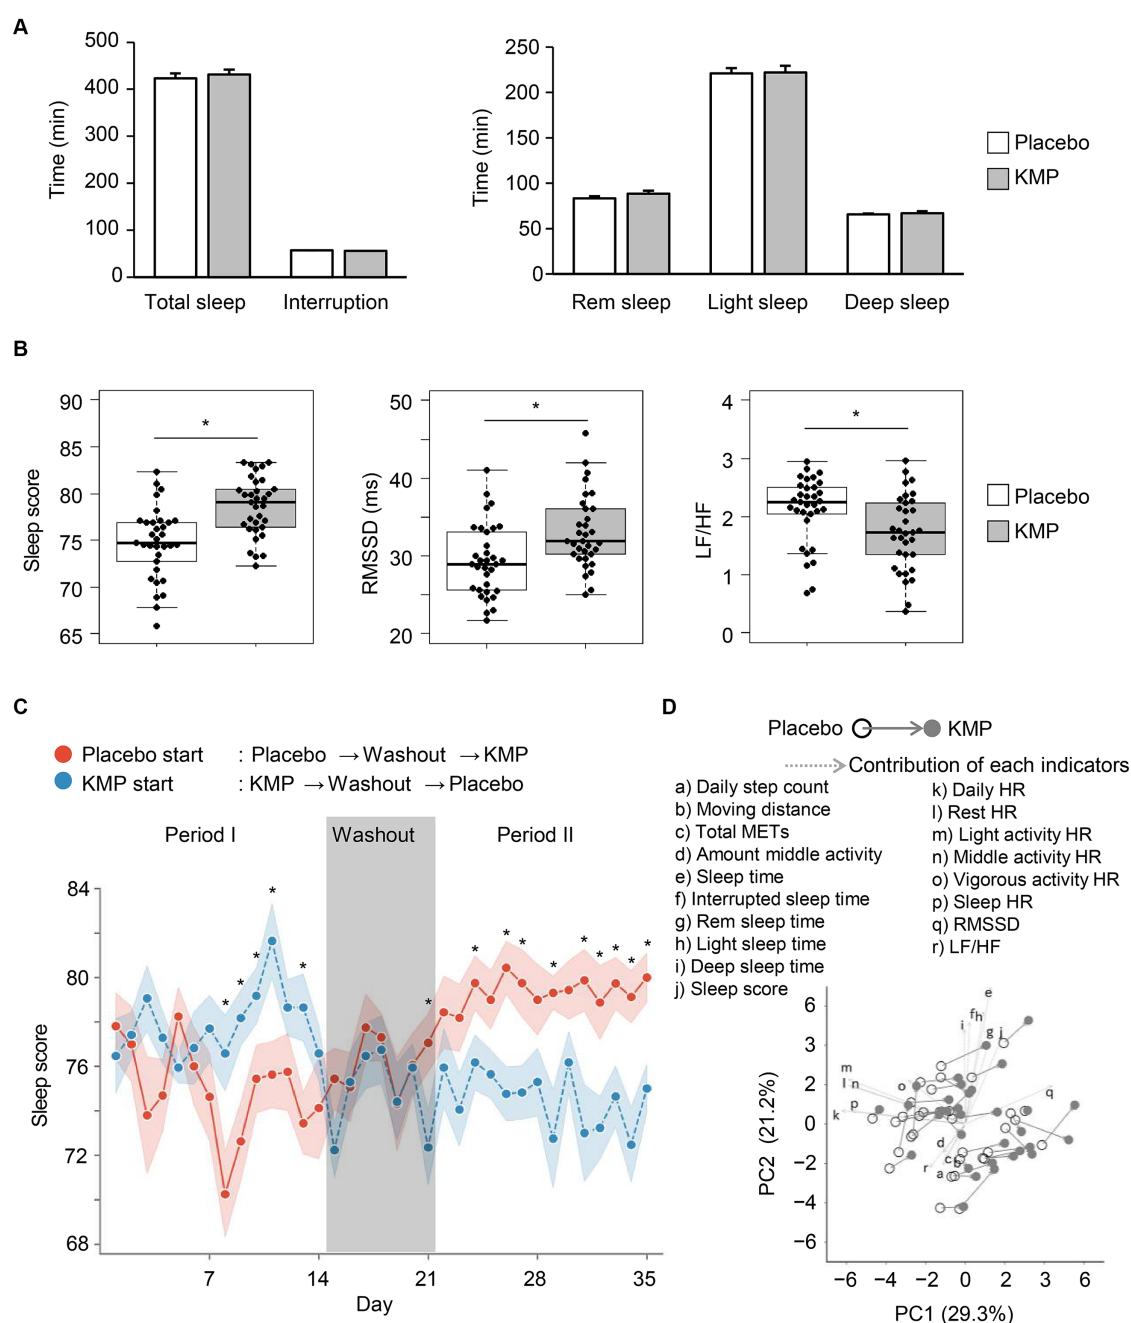 A
500
400
300
200
100
0
Time (min)
Total sleep
Interruption
250
200
150
100
50
0
Time (min)
Rem sleep
Light sleep
Deep sleep
Placebo
KMP
B
90
85
80
75
70
65
Sleep score
*
50
40
30
20
RMSSD (ms)
*
4
3
2
1
0
LF/HF
*
Placebo
KMP
C
Placebo start : Placebo →Washout →KMP
KMP start : KMP →Washout →Placebo
Period I
Washout
Period II
84
80
76
72
68
Sleep score
* * * * * * * * * * * * * * *
7
14
21
28
35
Day
D
Placebo
KMP
Contribution of each indicators
a) Daily step count
b) Moving distance
c) Total METs
d) Amount middle activity
e) Sleep time
f) Interrupted sleep time
g) Rem sleep time
h) Light sleep time
i) Deep sleep time
j) Sleep score
k) Daily HR
l) Rest HR
m) Light activity HR
n) Middle activity HR
o) Vigorous activity HR
p) Sleep HR
q) RMSSD
r) LF/HF
6
3
2
0
−2
−4
−6
PC2 (21.2%)
e
f h
i
g j
m
l n
o
q
p
k
d
c b
r
a
−6 −4 −2 0 2 3 6
PC1 (29.3%)